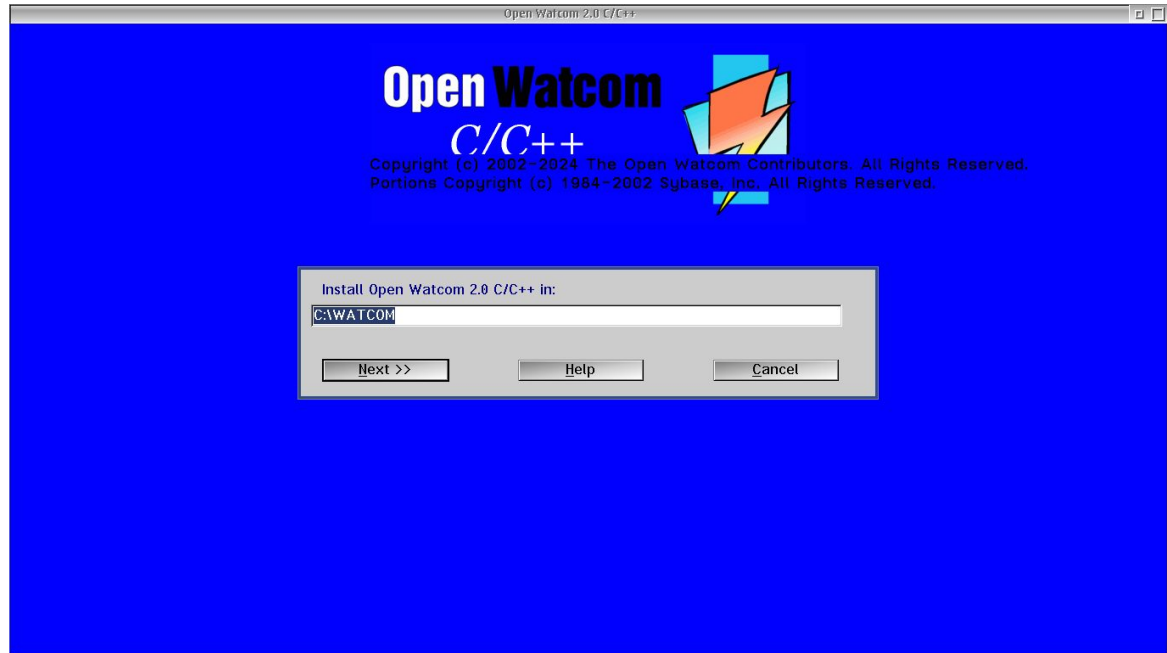 Open Watcom 2.0 C/C++
Open Watcom
C/C++
Copyright (c) 2002-2024 The Open Watcom Contributors. All Rights Reserved.
Portions Copyright (c) 1984-2002 Sybase, Inc. All Rights Reserved.
Install Open Watcom 2.0 C/C++ in:
C:\WATCOM
Next >> Help Cancel